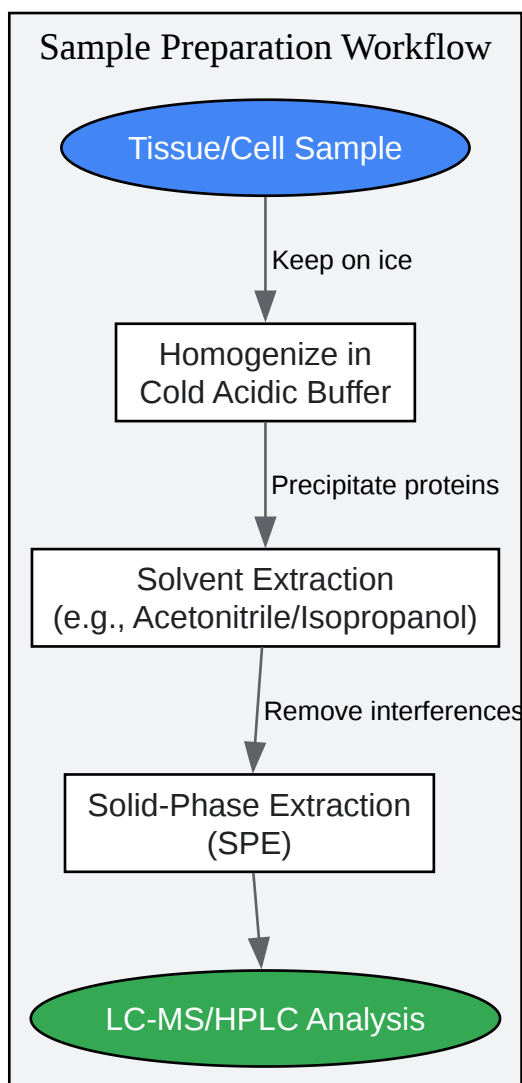 Sample Preparation Workflow
Tissue/Cell Sample
Keep on ice
Homogenize in
Cold Acidic Buffer
Precipitate proteins
Solvent Extraction
(e.g., Acetonitrile/Isopropanol)
Remove interferences
Solid-Phase Extraction
(SPE)
LC-MS/HPLC Analysis